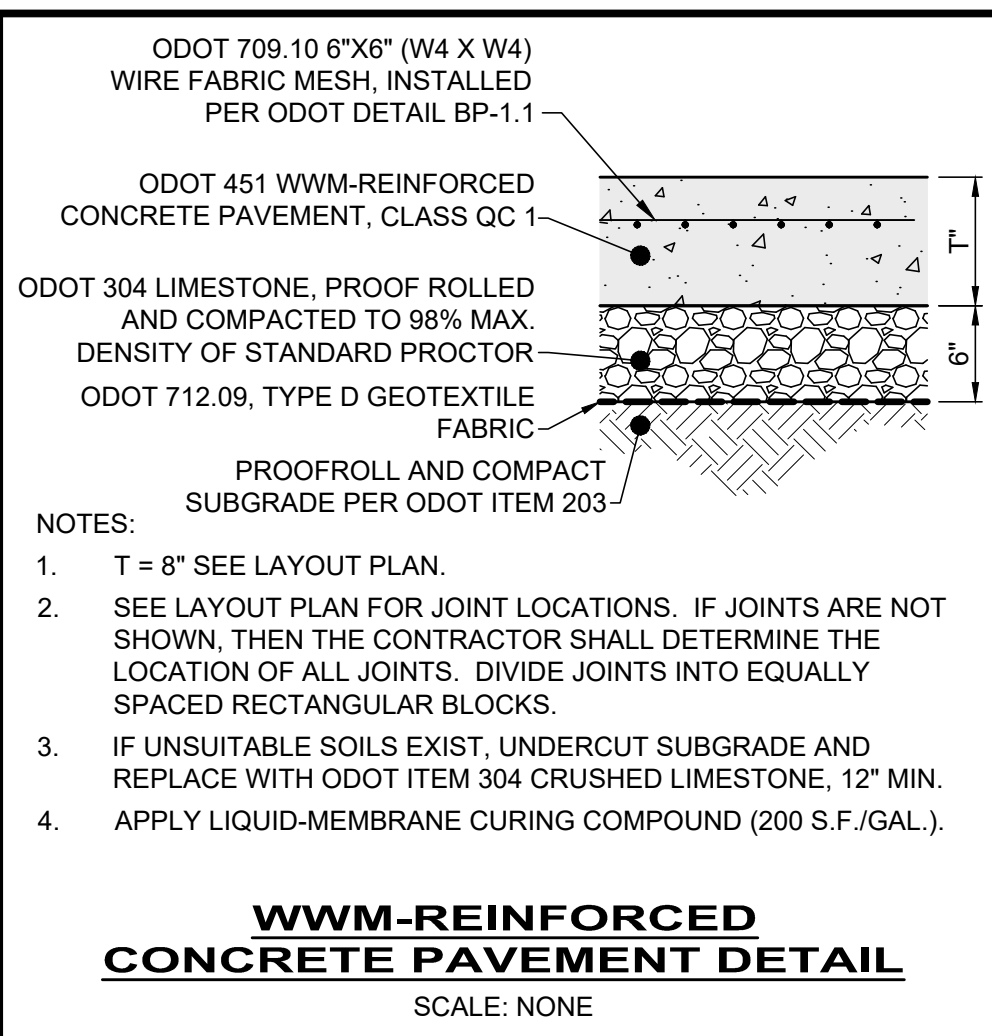 ODOT 709.10 6"X6" (W4 X W4)
WIRE FABRIC MESH, INSTALLED
PER ODOT DETAIL BP-1.1
ODOT 451 WWM-REINFORCED
CONCRETE PAVEMENT, CLASS QC 1
ODOT 304 LIMESTONE, PROOF ROLLED
AND COMPACTED TO 98% MAX.
DENSITY OF STANDARD PROCTOR
ODOT 712.09, TYPE D GEOTEXTILE
FABRIC
PROOFROLL AND COMPACT
SUBGRADE PER ODOT ITEM 203
T"
6"
NOTES:
1. T = 8" SEE LAYOUT PLAN.
2. SEE LAYOUT PLAN FOR JOINT LOCATIONS. IF JOINTS ARE NOT
SHOWN, THEN THE CONTRACTOR SHALL DETERMINE THE
LOCATION OF ALL JOINTS. DIVIDE JOINTS INTO EQUALLY
SPACED RECTANGULAR BLOCKS.
3. IF UNSUITABLE SOILS EXIST, UNDERCUT SUBGRADE AND
REPLACE WITH ODOT ITEM 304 CRUSHED LIMESTONE, 12" MIN.
4. APPLY LIQUID-MEMBRANE CURING COMPOUND (200 S.F./GAL.).
WWM-REINFORCED
CONCRETE PAVEMENT DETAIL
SCALE: NONE